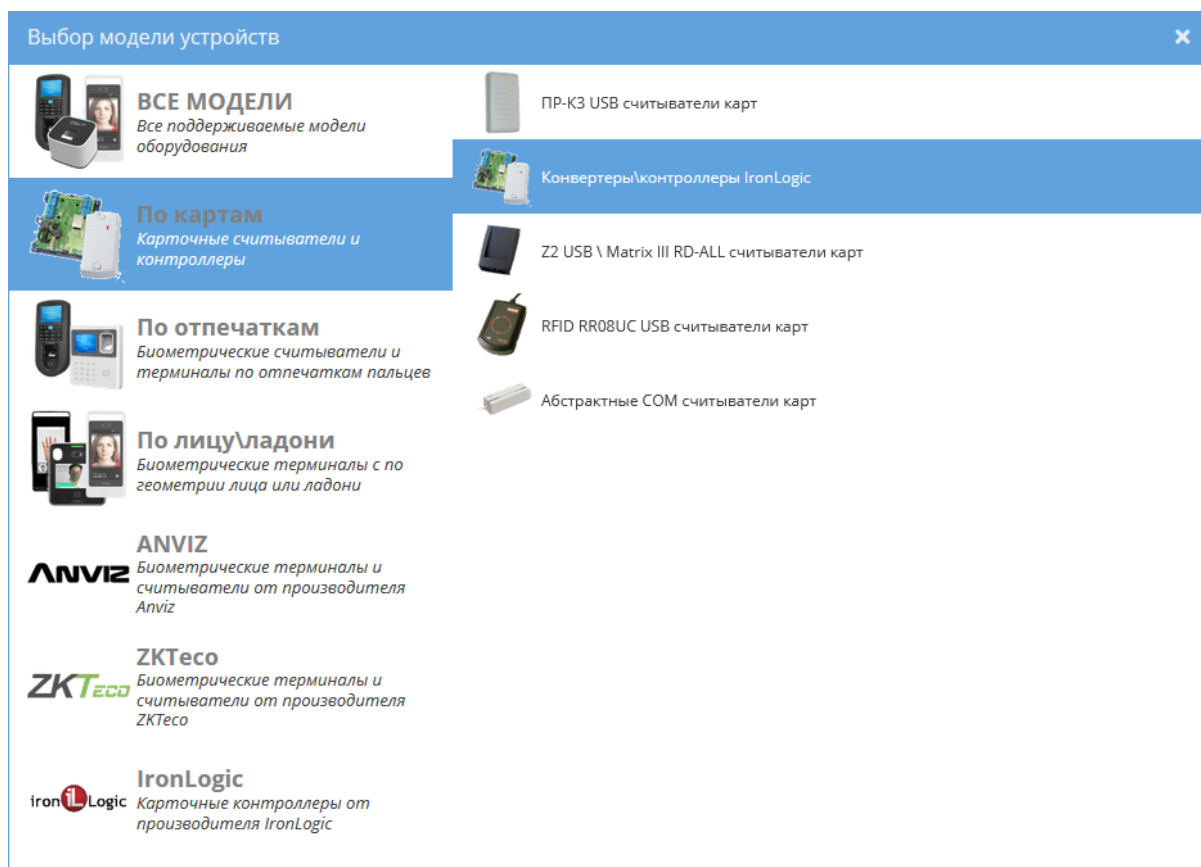 Выбор модели устройств
ВСЕ МОДЕЛИ
Все поддерживаемые модели
оборудования
По картам
Карточные считыватели и
контроллеры
По отпечаткам
Биометрические считыватели и
терминалы по отпечаткам пальцев
По лицу\ладони
Биометрические терминалы с по
геометрии лица или ладони
ANVIZ
ANVIZ
Биометрические терминалы и
считыватели от производителя
Anviz
ZKTeco
ZKTeco
Биометрические терминалы и
считыватели от производителя
ZKTeco
iron iL Logic
IronLogic
Карточные контроллеры от
производителя IronLogic
ПР-К3 USB считыватели карт
Конвертеры\контроллеры IronLogic
Z2 USB \ Matrix III RD-ALL считыватели карт
RFID RR08UC USB считыватели карт
Абстрактные COM считыватели карт